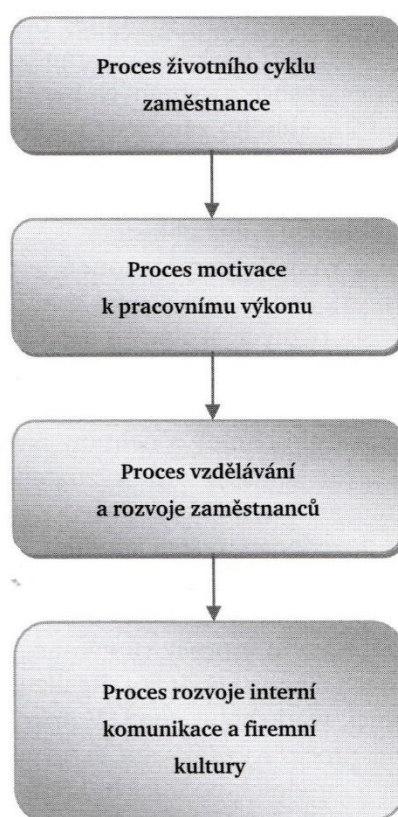 Proces životního cyklu
zaměstnance
Proces motivace
k pracovnímu výkonu
Proces vzdělávání
a rozvoje zaměstnanců
Proces rozvoje interní
komunikace a firemní
kultury